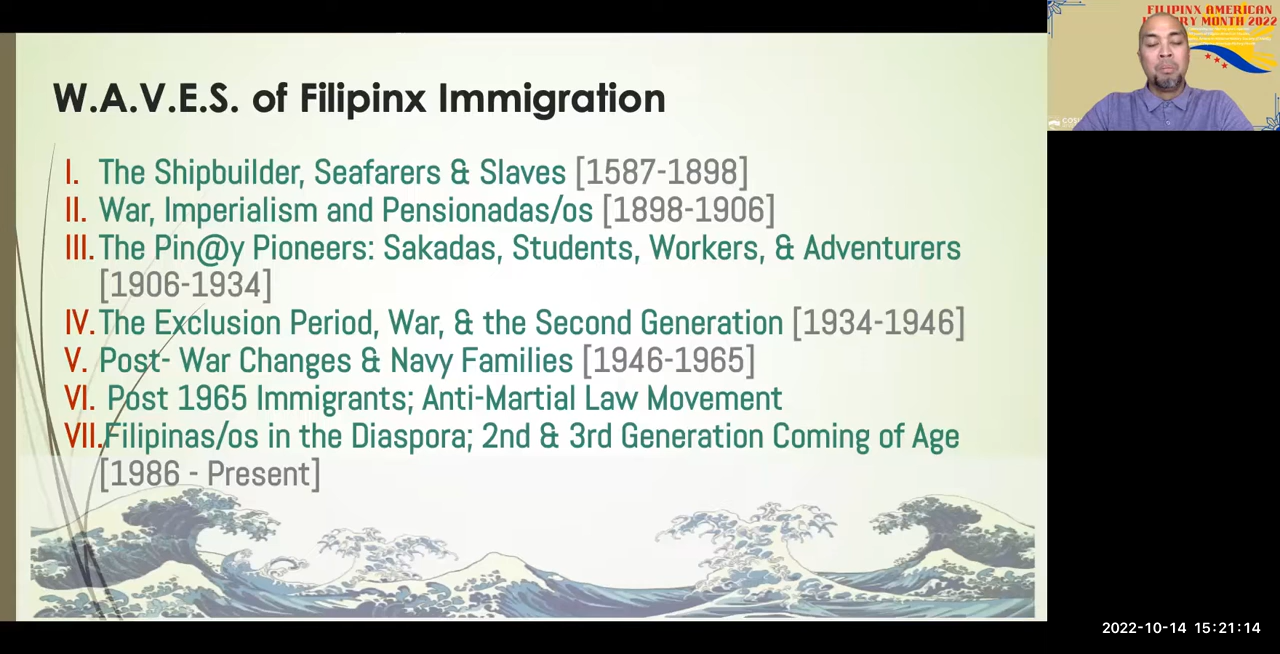 W.A.V.E.S. of Filipinx Immigration
I. The Shipbuilder, Seafarers & Slaves [1587-1898]
II. War, Imperialism and Pensionadas/os [1898-1906]
III. The Pin@y Pioneers: Sakadas, Students, Workers, & Adventurers
[1906-1934]
IV. The Exclusion Period, War, & the Second Generation [1934-1946]
V. Post- War Changes & Navy Families [1946-1965]
VI. Post 1965 Immigrants; Anti-Martial Law Movement
VII. Filipinas/os in the Diaspora; 2nd & 3rd Generation Coming of Age
[1986 - Present]
FILIPINX AMERICAN
MONTH 2022
2022-10-14 15:21:14